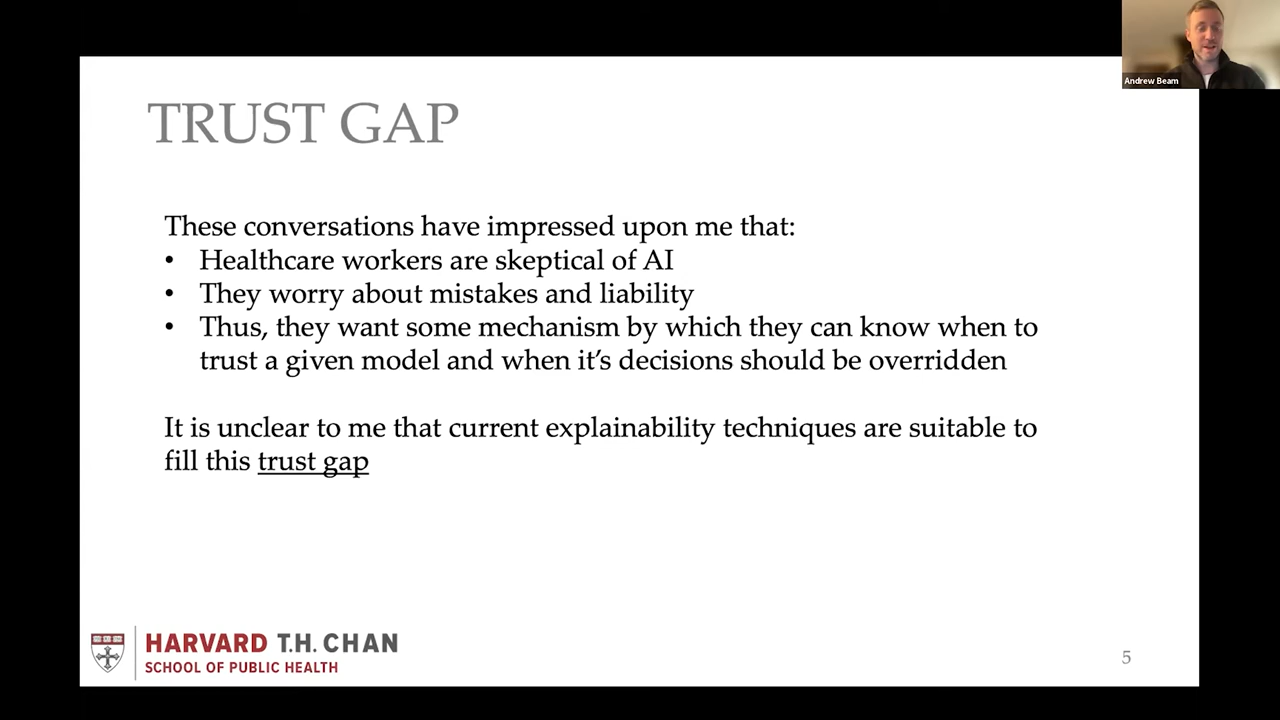 Andrew Beam
TRUST GAP
These conversations have impressed upon me that:
• Healthcare workers are skeptical of AI
• They worry about mistakes and liability
• Thus, they want some mechanism by which they can know when to
trust a given model and when it’s decisions should be overridden
It is unclear to me that current explainability techniques are suitable to
fill this trust gap
HARVARD T.H. CHAN
SCHOOL OF PUBLIC HEALTH
5